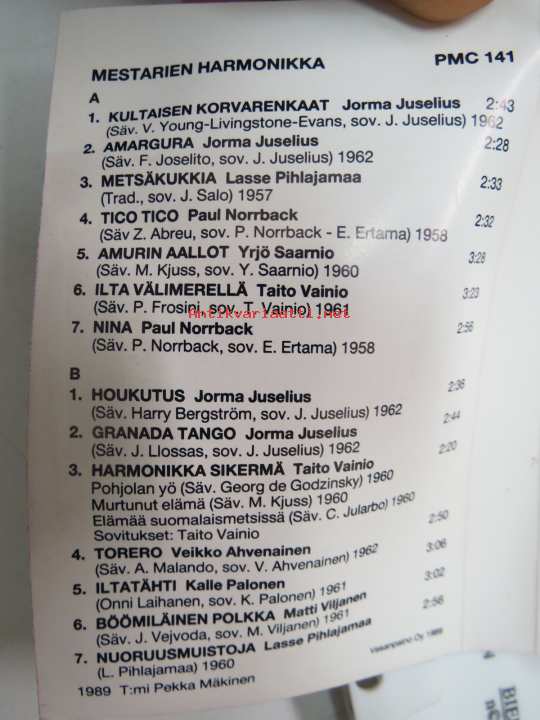 MESTARIEN HARMONIKKA PMC 141
A
1. KULTAISEN KORVARENKAAT Jorma Juselius 2:43
(Säv. V. Young-Livingstone-Evans, sov. J. Juselius) 1962
2. AMARGURA Jorma Juselius 2:28
(Säv. F. Joselito, sov. J. Juselius) 1962
3. METSÄKUKKIA Lasse Pihlajamaa 2:33
(Trad., sov. J. Salo) 1957
4. TICO TICO Paul Norrback 2:32
(Säv Z. Abreu, sov. P. Norrback - E. Ertama) 1958
5. AMURIN AALLOT Yrjö Saarnio 3:28
(Säv. M. Kjuss, sov. Y. Saarnio) 1960
6. ILTA VÄLIMERELLÄ Taito Vainio 3:23
(Säv. P. Frosini, sov. T. Vainio) 1961
Antikvariaatti.net
7. NINA Paul Norrback 2:56
(Säv. P. Norrback, sov. E. Ertama) 1958
B
1. HOUKUTUS Jorma Juselius 2:36
(Säv. Harry Bergström, sov. J. Juselius) 1962
2. GRANADA TANGO Jorma Juselius 2:44
(Säv. J. Llossas, sov. J. Juselius) 1962
3. HARMONIKKA SIKERMÄ Taito Vainio 2:20
Pohjolan yö (Säv. Georg de Godzinsky) 1960
Murtunut elämä (Säv. M. Kjuss) 1960
Elämää suomalaismetsissä (Säv. C. Jularbo) 1960
Sovitukset: Taito Vainio
4. TORERO Veikko Ahvenainen 2:50
(Säv. A. Malando, sov. V. Ahvenainen) 1962
5. ILTATÄHTI Kalle Palonen 3:06
(Onni Laihanen, sov. K. Palonen) 1961
6. BÖÖMILÄINEN POLKKA Matti Viljanen 3:02
(Säv. J. Vejvoda, sov. M. Viljanen) 1961
7. NUORUUSMUISTOJA Lasse Pihlajamaa 2:56
(L. Pihlajamaa) 1960
Vasanpaino Oy 1989
1989 T:mi Pekka Mäkinen